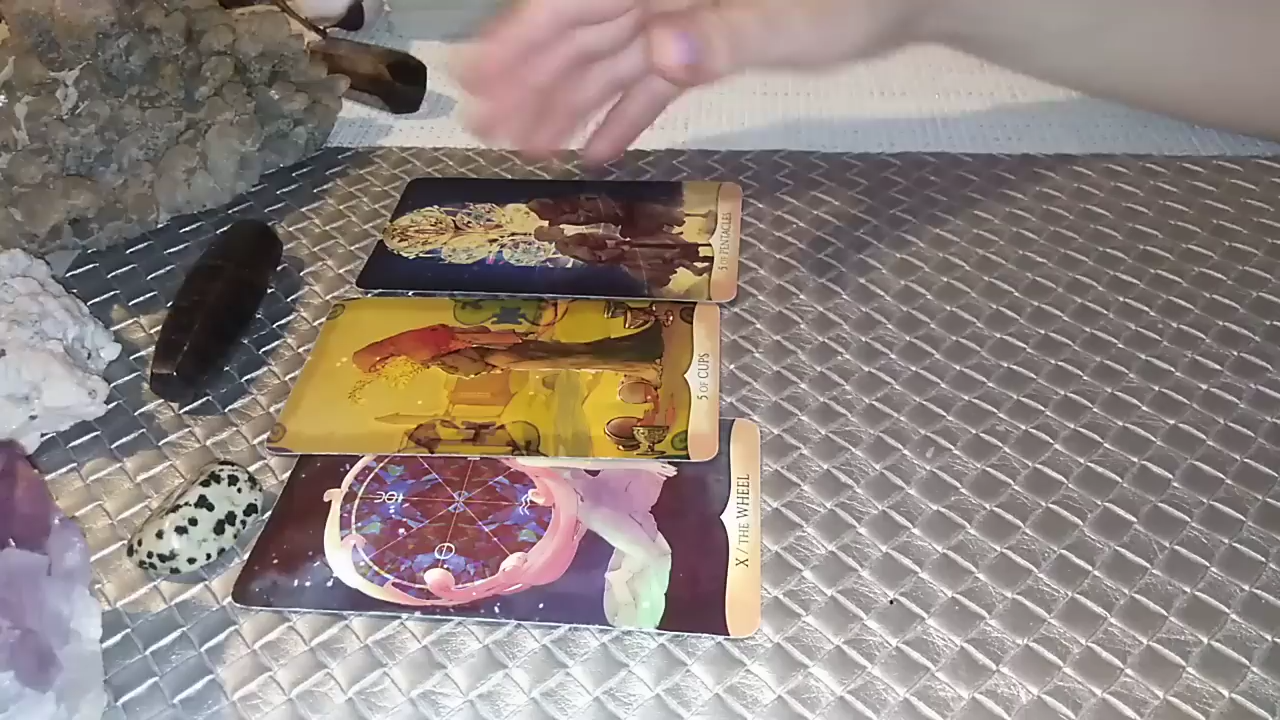 5 OF PENTACLES
5 OF CUPS
X / THE WHEEL